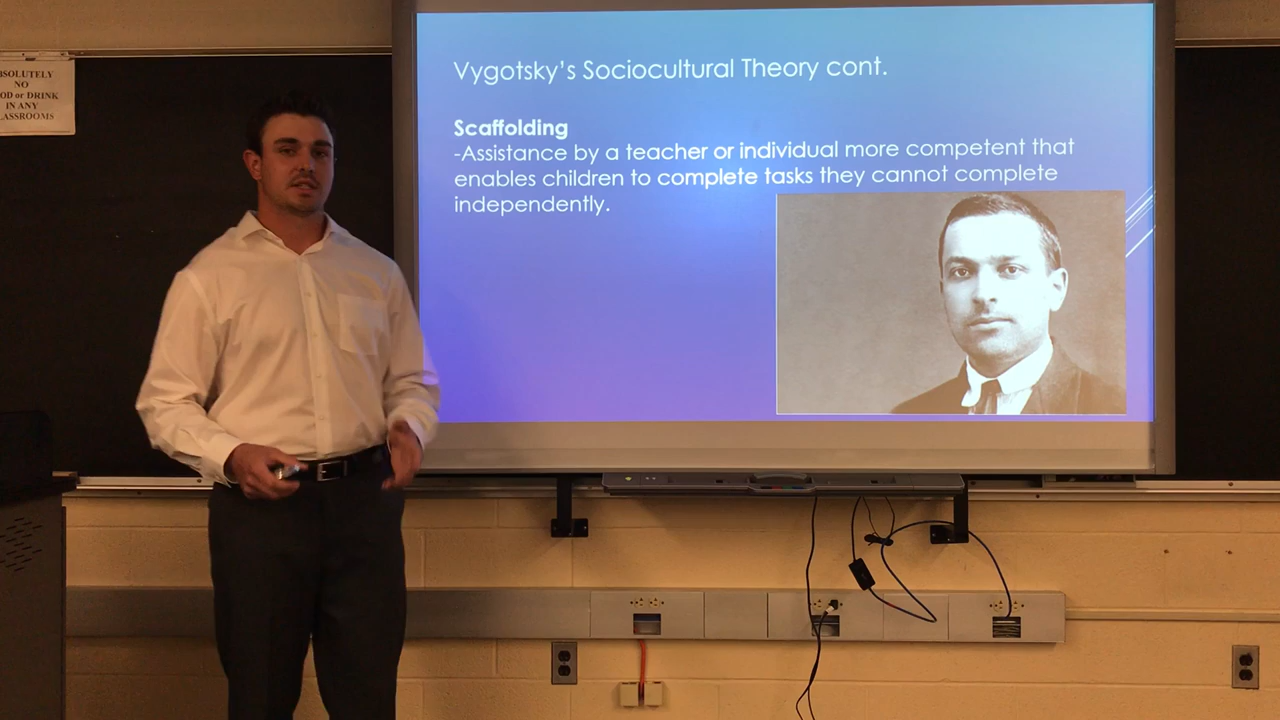 BSOLUTELY
NO
OD or DRINK
IN ANY
LASSROOMS
Vygotsky's Sociocultural Theory cont.
Scaffolding
-Assistance by a teacher or individual more competent that
enables children to complete tasks they cannot complete
independently.